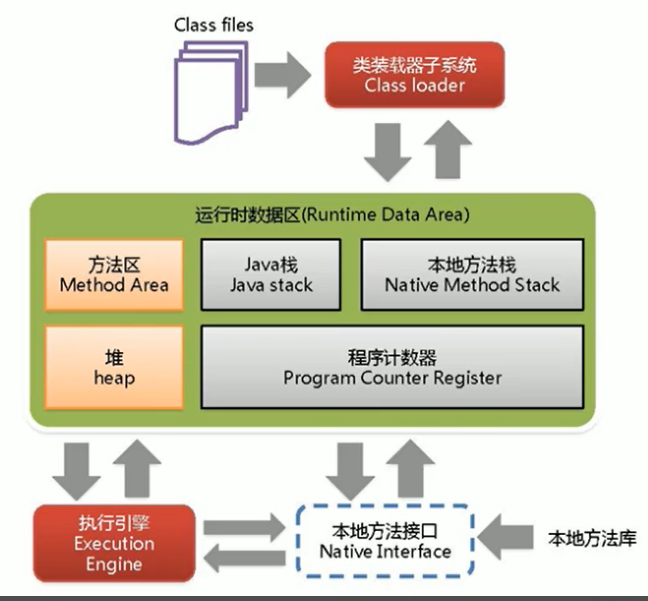 Class files
类装载器子系统
Class loader
运行时数据区(Runtime Data Area)
方法区
Method Area
Java栈
Java stack
本地方法栈
Native Method Stack
堆
heap
程序计数器
Program Counter Register
执行引擎
Execution
Engine
本地方法接口
Native Interface
本地方法库